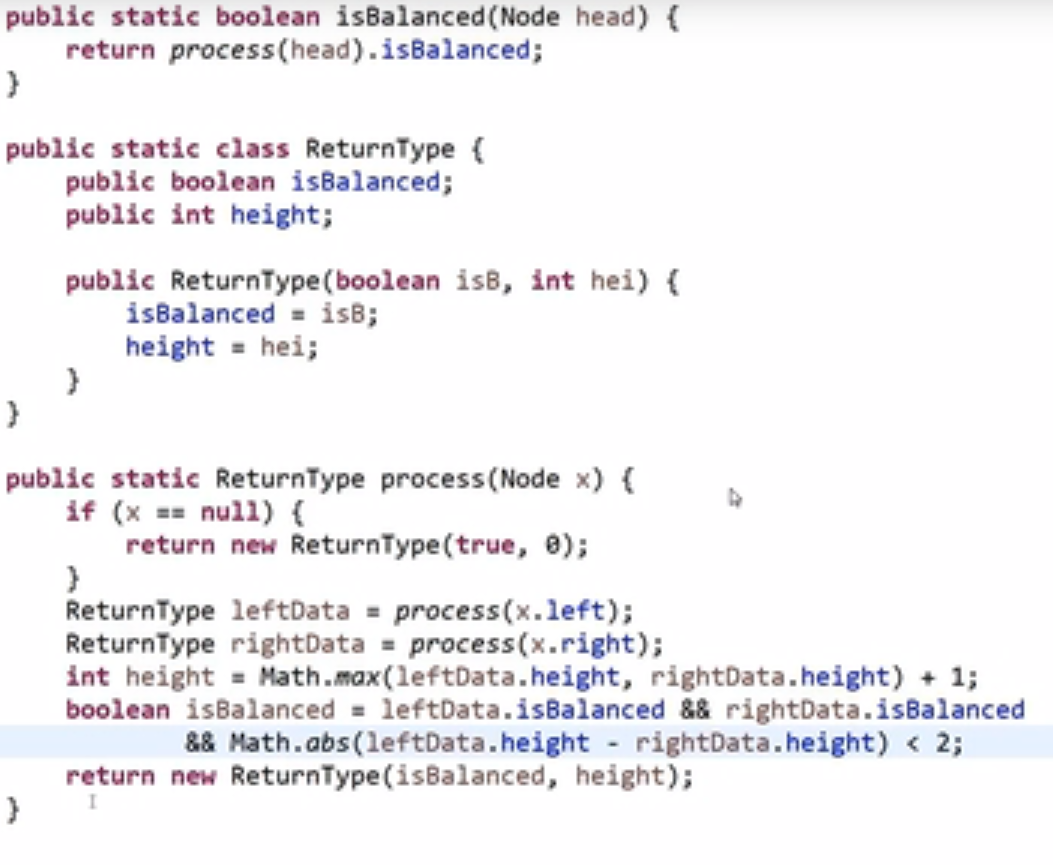 public static boolean isBalanced(Node head) {
    return process(head).isBalanced;
}

public static class ReturnType {
    public boolean isBalanced;
    public int height;

    public ReturnType(boolean isB, int hei) {
        isBalanced = isB;
        height = hei;
    }
}

public static ReturnType process(Node x) {
    if (x == null) {
        return new ReturnType(true, 0);
    }
    ReturnType leftData = process(x.left);
    ReturnType rightData = process(x.right);
    int height = Math.max(leftData.height, rightData.height) + 1;
    boolean isBalanced = leftData.isBalanced && rightData.isBalanced
            && Math.abs(leftData.height - rightData.height) < 2;
    return new ReturnType(isBalanced, height);
}